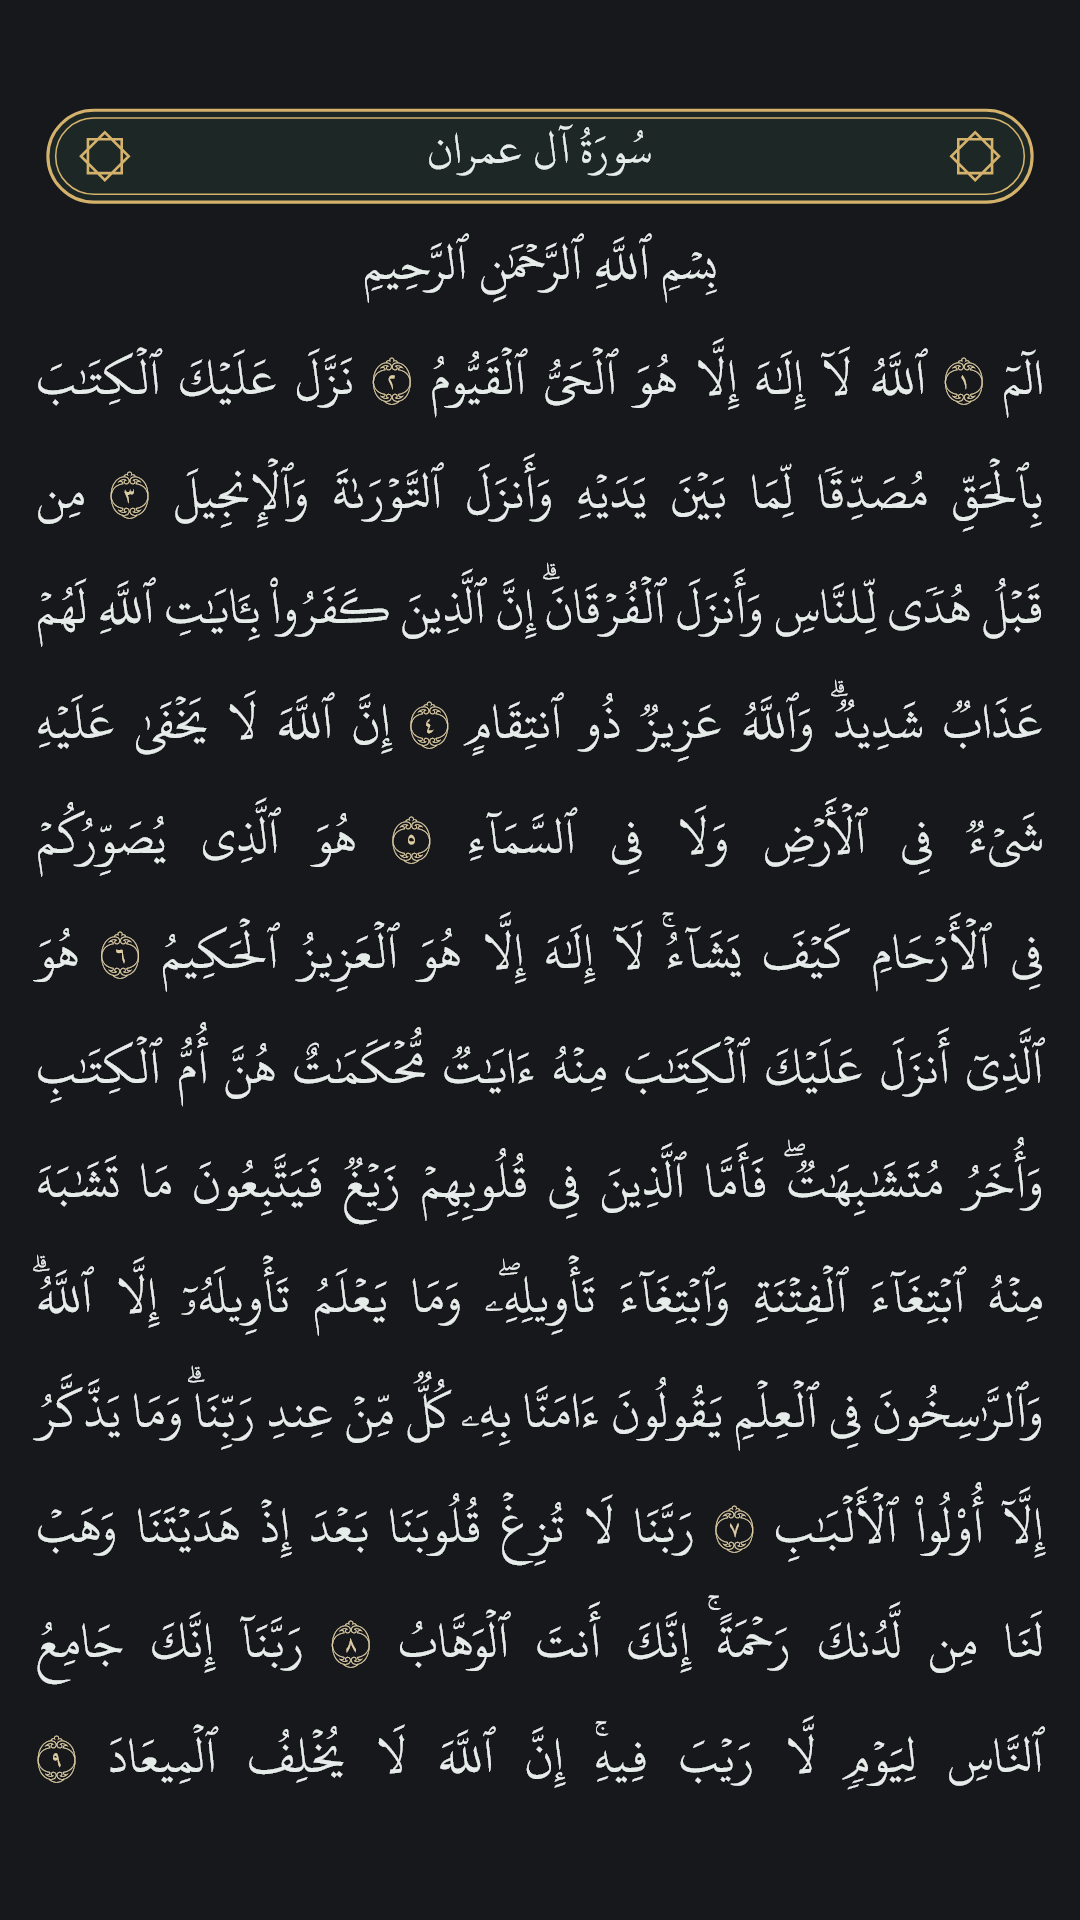 سُورَةُ آل عمران
بِسۡمِ ٱللَّهِ ٱلرَّحۡمَٰنِ ٱلرَّحِيمِ
الٓمٓ ١ ٱللَّهُ لَآ إِلَٰهَ إِلَّا هُوَ ٱلۡحَيُّ ٱلۡقَيُّومُ ٢ نَزَّلَ عَلَيۡكَ ٱلۡكِتَٰبَ
بِٱلۡحَقِّ مُصَدِّقٗا لِّمَا بَيۡنَ يَدَيۡهِ وَأَنزَلَ ٱلتَّوۡرَىٰةَ وَٱلۡإِنجِيلَ ٣ مِن
قَبۡلُ هُدٗى لِّلنَّاسِ وَأَنزَلَ ٱلۡفُرۡقَانَۗ إِنَّ ٱلَّذِينَ كَفَرُواْ بِـَٔايَٰتِ ٱللَّهِ لَهُمۡ
عَذَابٞ شَدِيدٞۗ وَٱللَّهُ عَزِيزٞ ذُو ٱنتِقَامٍ ٤ إِنَّ ٱللَّهَ لَا يَخۡفَىٰ عَلَيۡهِ
شَيۡءٞ فِي ٱلۡأَرۡضِ وَلَا فِي ٱلسَّمَآءِ ٥ هُوَ ٱلَّذِي يُصَوِّرُكُمۡ
فِي ٱلۡأَرۡحَامِ كَيۡفَ يَشَآءُۚ لَآ إِلَٰهَ إِلَّا هُوَ ٱلۡعَزِيزُ ٱلۡحَكِيمُ ٦ هُوَ
ٱلَّذِيٓ أَنزَلَ عَلَيۡكَ ٱلۡكِتَٰبَ مِنۡهُ ءَايَٰتٞ مُّحۡكَمَٰتٌ هُنَّ أُمُّ ٱلۡكِتَٰبِ
وَأُخَرُ مُتَشَٰبِهَٰتٞۖ فَأَمَّا ٱلَّذِينَ فِي قُلُوبِهِمۡ زَيۡغٞ فَيَتَّبِعُونَ مَا تَشَٰبَهَ
مِنۡهُ ٱبۡتِغَآءَ ٱلۡفِتۡنَةِ وَٱبۡتِغَآءَ تَأۡوِيلِهِۦۖ وَمَا يَعۡلَمُ تَأۡوِيلَهُۥٓ إِلَّا ٱللَّهُۗ
وَٱلرَّٰسِخُونَ فِي ٱلۡعِلۡمِ يَقُولُونَ ءَامَنَّا بِهِۦ كُلّٞ مِّنۡ عِندِ رَبِّنَاۗ وَمَا يَذَّكَّرُ
إِلَّآ أُوْلُواْ ٱلۡأَلۡبَٰبِ ٧ رَبَّنَا لَا تُزِغۡ قُلُوبَنَا بَعۡدَ إِذۡ هَدَيۡتَنَا وَهَبۡ
لَنَا مِن لَّدُنكَ رَحۡمَةًۚ إِنَّكَ أَنتَ ٱلۡوَهَّابُ ٨ رَبَّنَآ إِنَّكَ جَامِعُ
ٱلنَّاسِ لِيَوۡمٖ لَّا رَيۡبَ فِيهِۚ إِنَّ ٱللَّهَ لَا يُخۡلِفُ ٱلۡمِيعَادَ ٩